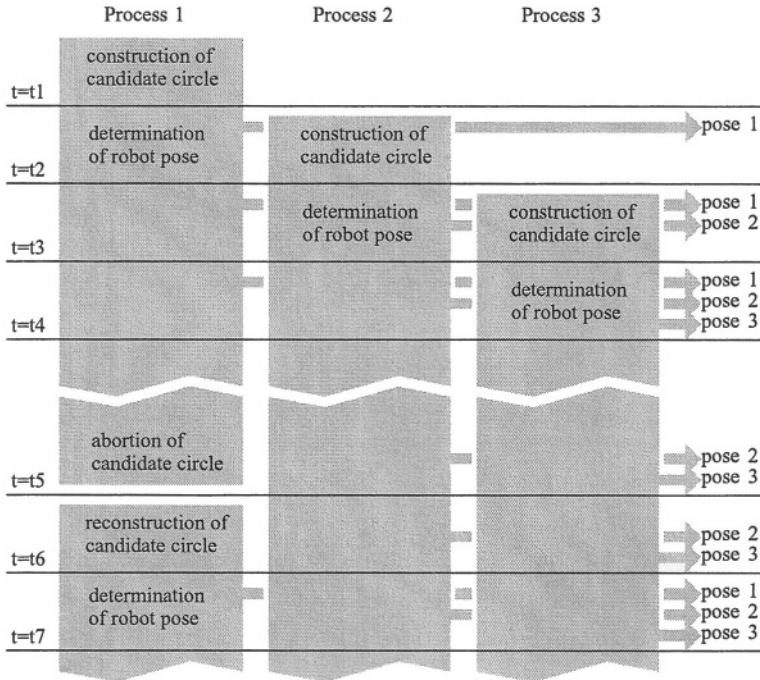 Process 1
Process 2
Process 3
construction of
candidate circle
t=t1
determination
of robot pose
construction of
candidate circle
pose 1
t=t2
determination
of robot pose
construction of
candidate circle
pose 1
pose 2
t=t3
determination
of robot pose
pose 1
pose 2
pose 3
t=t4
abortion of
candidate circle
pose 2
pose 3
t=t5
reconstruction of
candidate circle
pose 2
pose 3
t=t6
determination
of robot pose
pose 1
pose 2
pose 3
t=t7